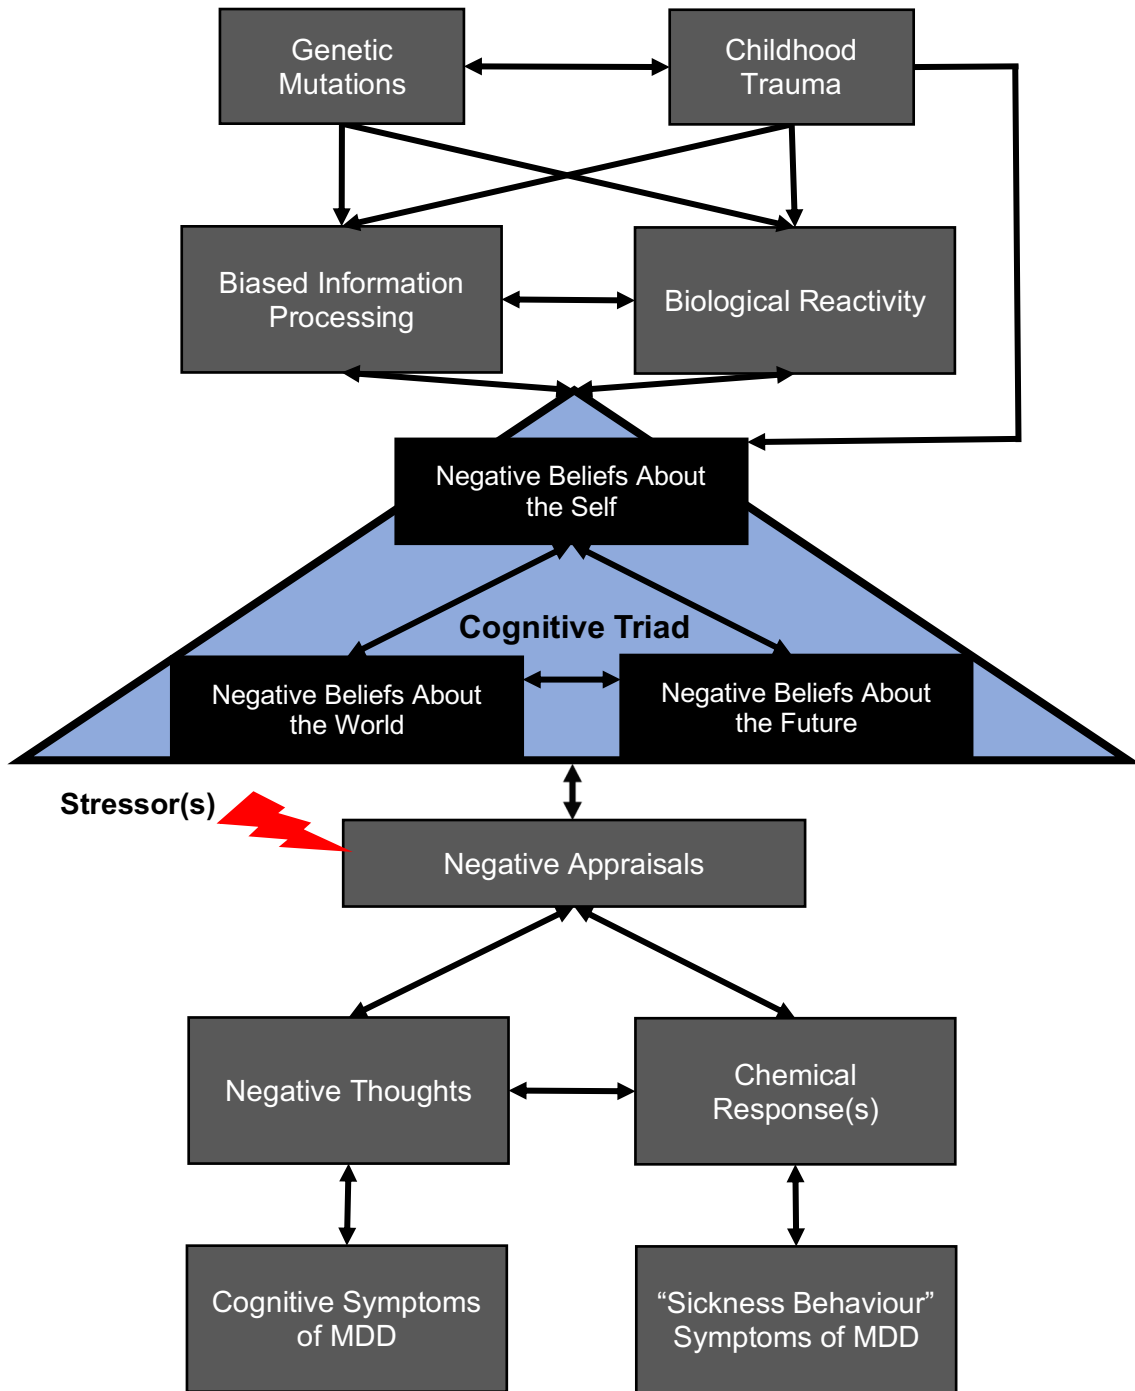 Genetic
Mutations
Childhood
Trauma
Biased Information
Processing
Biological Reactivity
Negative Beliefs About
the Self
Cognitive Triad
Negative Beliefs About
the World
Negative Beliefs About
the Future
Stressor(s)
Negative Appraisals
Negative Thoughts
Chemical
Response(s)
Cognitive Symptoms
of MDD
“Sickness Behaviour”
Symptoms of MDD